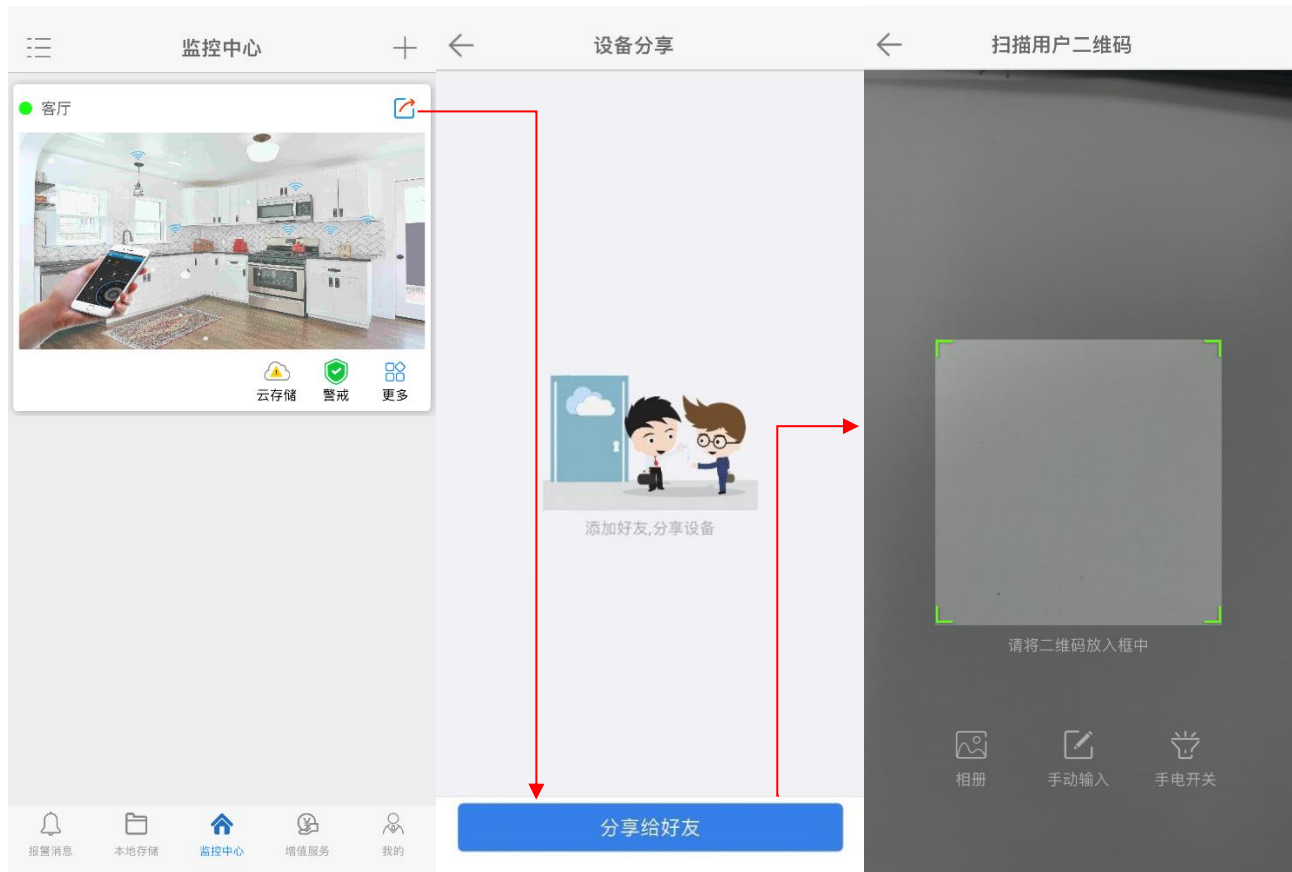 监控中心
客厅
云存储
警戒
更多
报警消息
本地存储
监控中心
增值服务
我的
设备分享
添加好友,分享设备
分享给好友
扫描用户二维码
请将二维码放入框中
相册
手动输入
手电开关